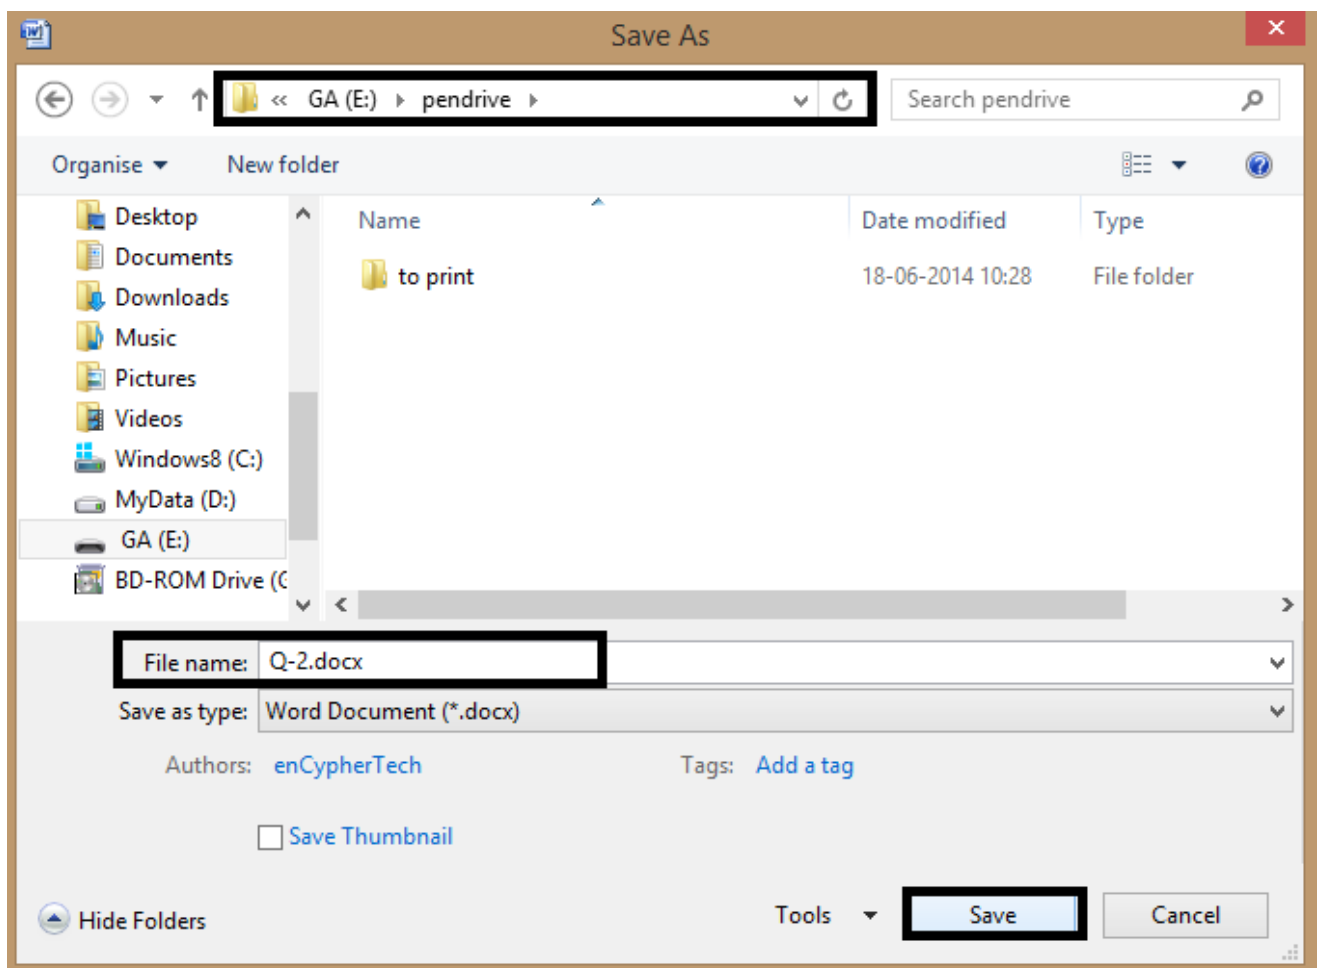 Save As
« GA (E:) pendrive
Search pendrive
Organise New folder
Name Date modified Type
to print 18-06-2014 10:28 File folder
Desktop
Documents
Downloads
Music
Pictures
Videos
Windows8 (C:)
MyData (D:)
GA (E:)
BD-ROM Drive (
File name: Q-2.docx
Save as type: Word Document (*.docx)
Authors: enCypherTech Tags: Add a tag
Save Thumbnail
Hide Folders Tools Save Cancel